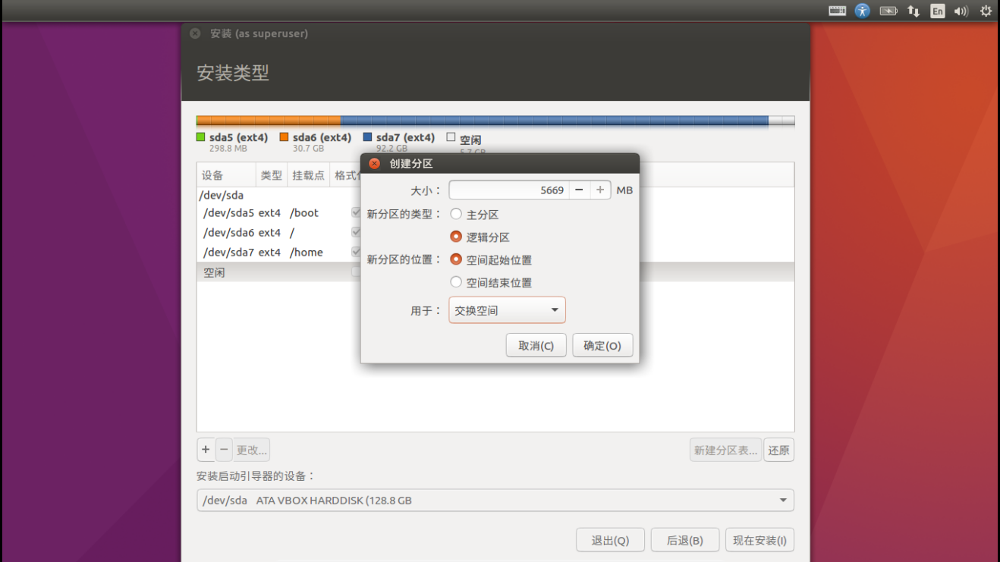 En
安装 (as superuser)
安装类型
sda5 (ext4) sda6 (ext4) sda7 (ext4) 空闲
298.8 MB 30.7 GB 92.2 GB 5.7 GB
创建分区
设备 类型 挂载点 格式化
大小： 5669 − + MB
/dev/sda
新分区的类型： 主分区
/dev/sda5 ext4 /boot
逻辑分区
/dev/sda6 ext4 /
/dev/sda7 ext4 /home
新分区的位置： 空间起始位置
空闲
空间结束位置
用于： 交换空间
取消(C) 确定(O)
+ − 更改... 新建分区表... 还原
安装启动引导器的设备：
/dev/sda ATA VBOX HARDDISK (128.8 GB
退出(Q) 后退(B) 现在安装(I)